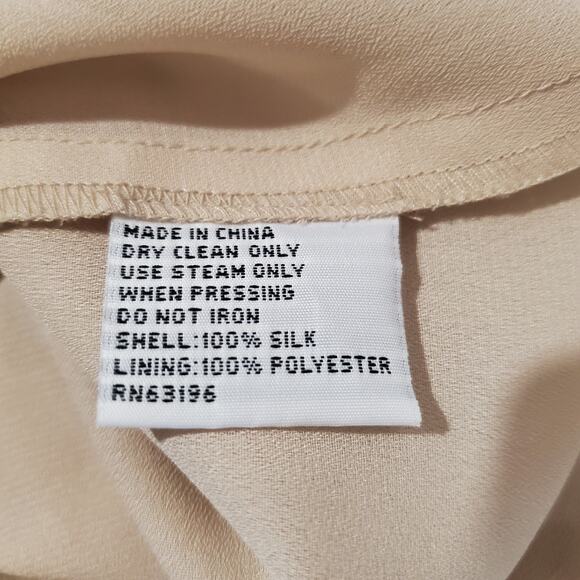 MADE IN CHINA
DRY CLEAN ONLY
USE STEAM ONLY
WHEN PRESSING
DO NOT IRON
SHELL:100% SILK
LINING:100% POLYESTER
RN63196